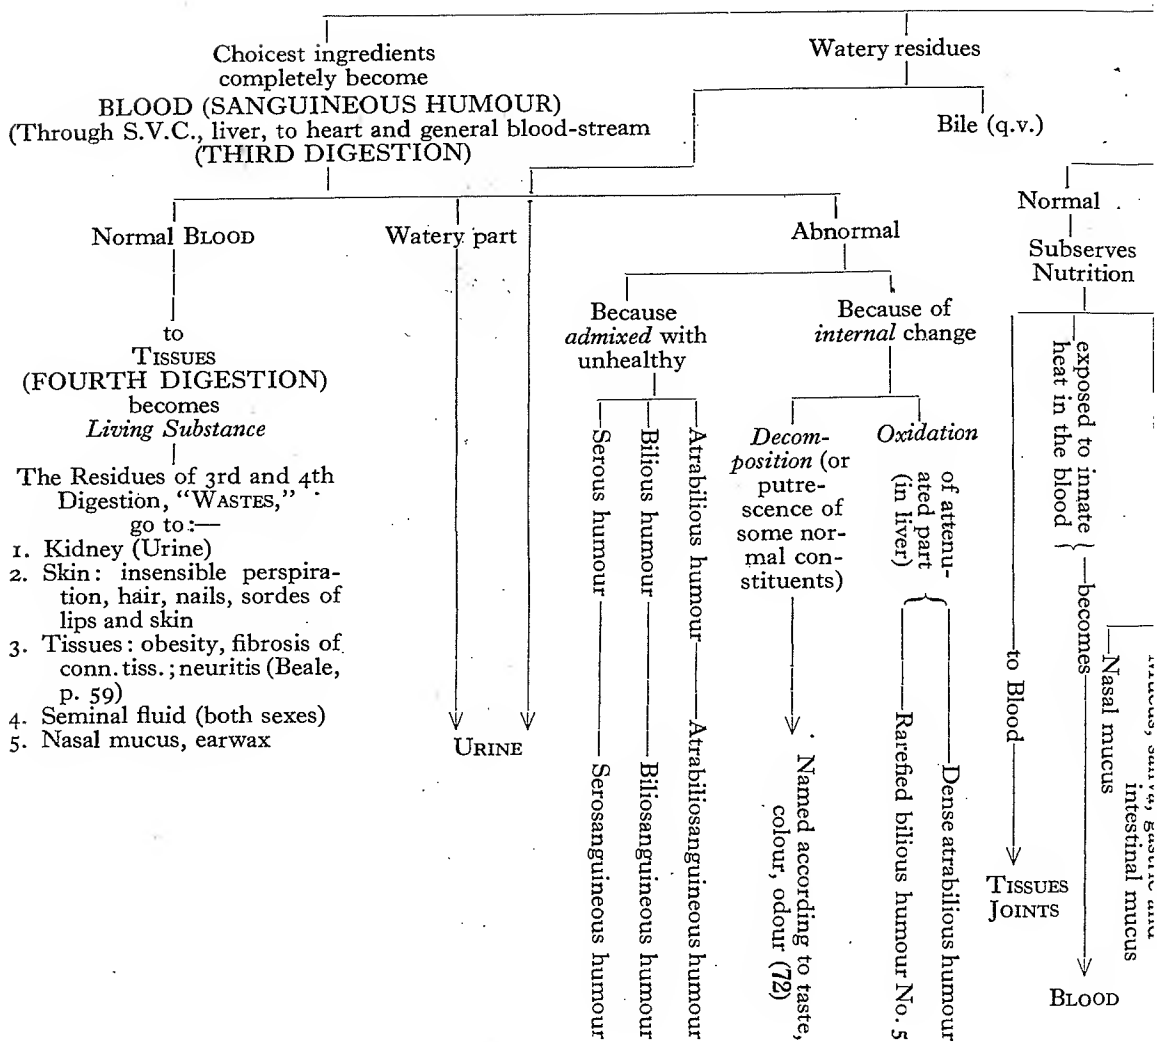 Choicest ingredients
completely become
BLOOD (SANGUINEOUS HUMOUR)
(Through S.V.C., liver, to heart and general blood-stream
(THIRD DIGESTION)
Watery residues
Bile (q.v.)
Normal BLOOD
Watery part
Abnormal
Normal
Subserves
Nutrition
to
TISSUES
(FOURTH DIGESTION)
becomes
Living Substance
The Residues of 3rd and 4th
Digestion, "WASTES,"
go to:—
1. Kidney (Urine)
2. Skin: insensible perspira-
tion, hair, nails, sordes of
lips and skin
3. Tissues: obesity, fibrosis of
conn. tiss.; neuritis (Beale,
p. 59)
4. Seminal fluid (both sexes)
5. Nasal mucus, earwax
URINE
Because
admixed with
unhealthy
Serous humour
Serosanguineous humour
Bilious humour
Biliosanguineous humour
Atrabilious humour
Atrabiliosanguineous humour
Because of
internal change
Decom-
position (or
putre-
scence of
some nor-
mal con-
stituents)
Named according to taste,
colour, odour (72)
Oxidation
of attenu-
ated part
(in liver)
Dense atrabilious humour
Rarefied bilious humour No. 5
to Blood
TISSUES
JOINTS
exposed to innate
heat in the blood
becomes
BLOOD
Nasal mucus
Mucus, saliva, gastric and
intestinal mucus